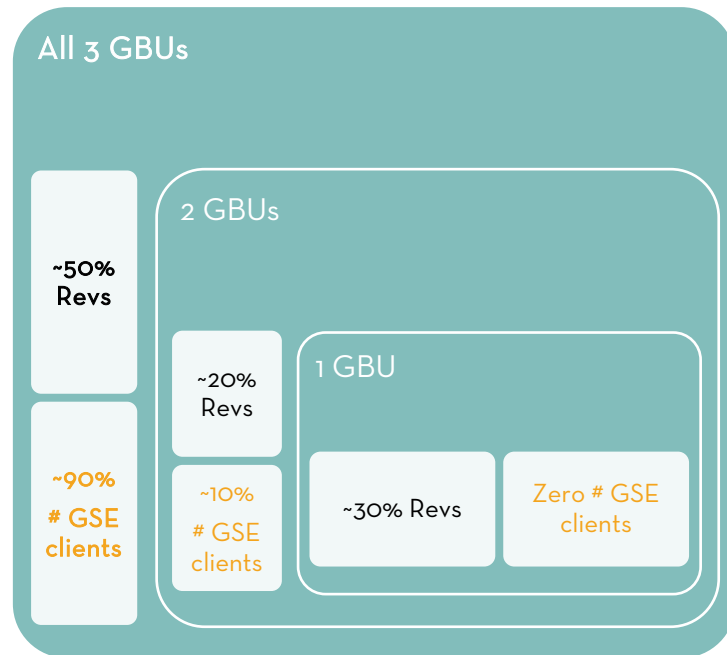 All 3 GBUs
~50%
Revs
~90%
# GSE
clients
2 GBUs
~20%
Revs
~10%
# GSE
clients
1 GBU
~30% Revs
Zero # GSE
clients